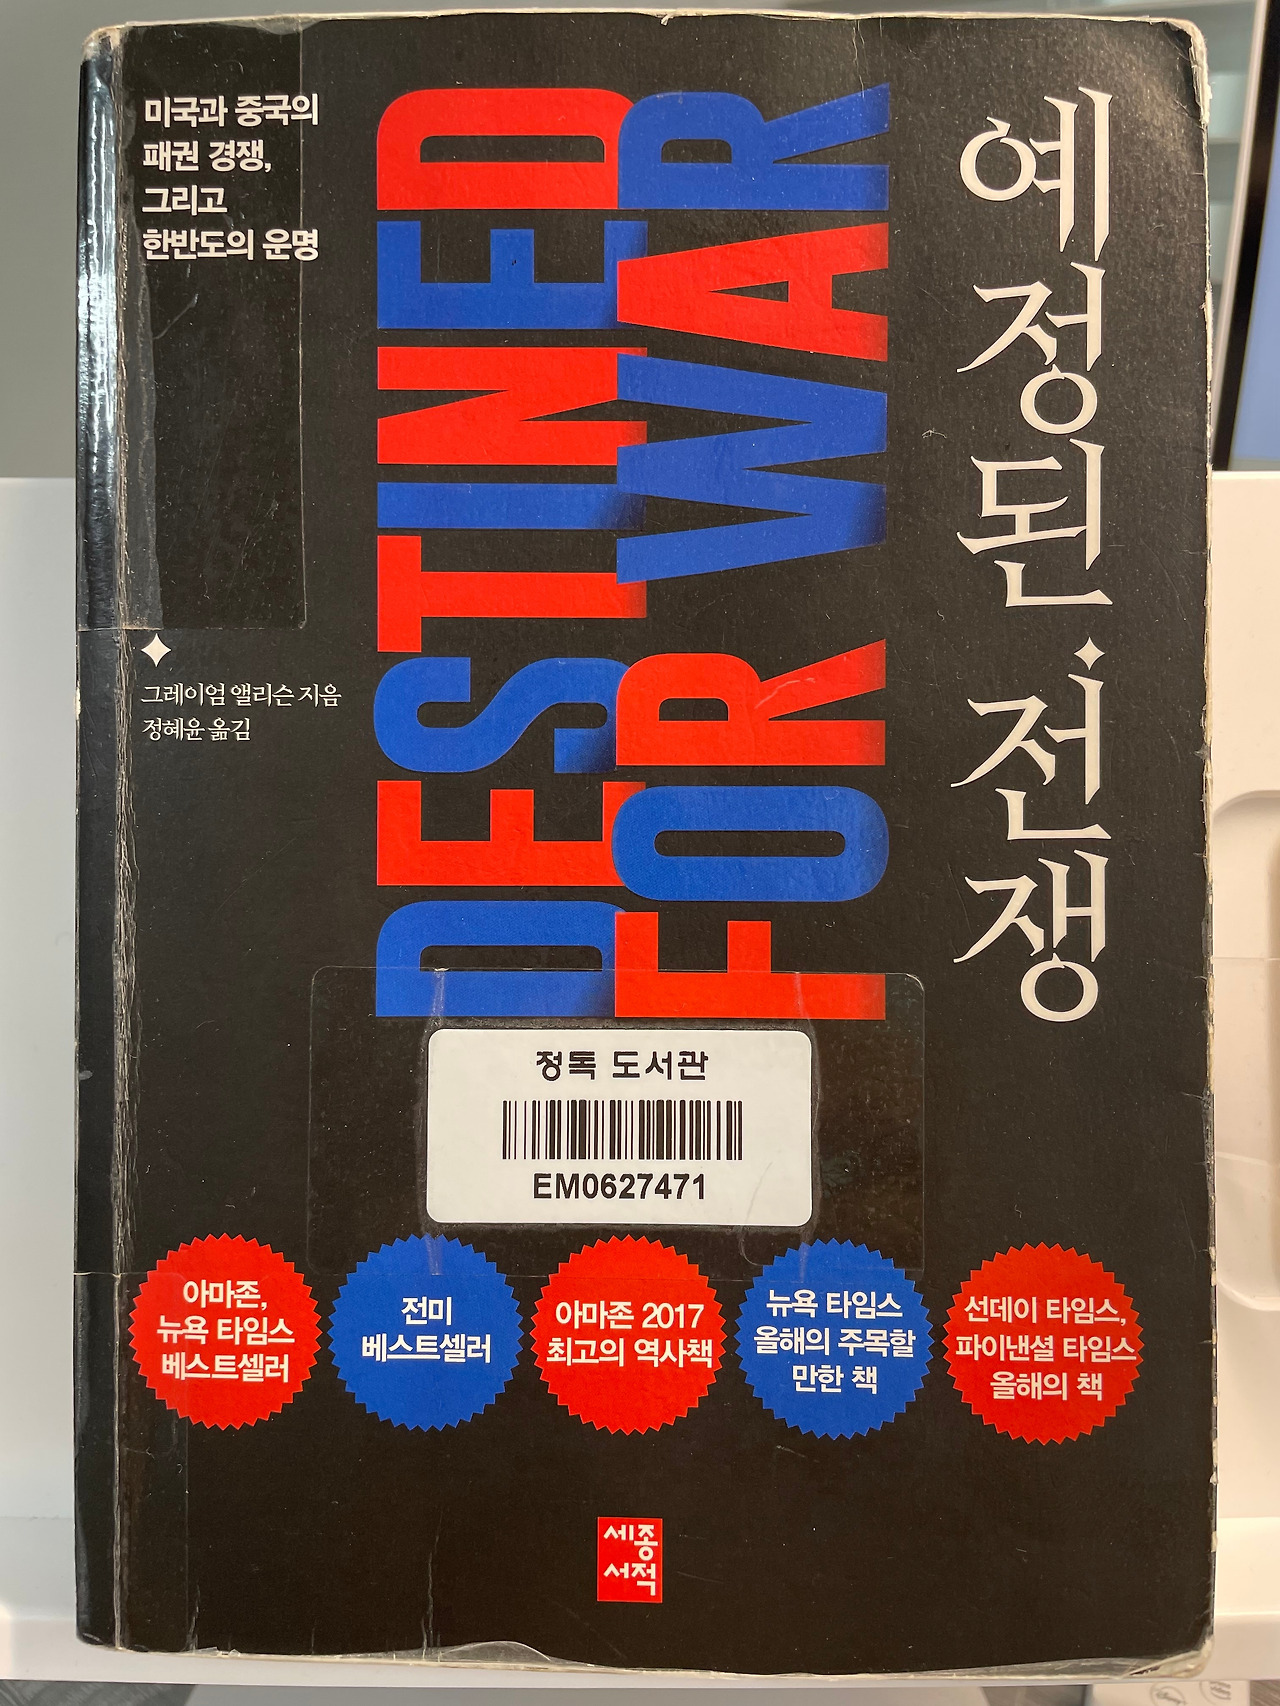 미국과 중국의
패권 경쟁,
그리고
한반도의 운명
DESTINED
FOR WAR
예정된 전쟁
그레이엄 앨리슨 지음
정혜윤 옮김
정독 도서관
EM0627471
아마존,
뉴욕 타임스
베스트셀러
전미
베스트셀러
아마존 2017
최고의 역사책
뉴욕 타임스
올해의 주목할
만한 책
선데이 타임스,
파이낸셜 타임스
올해의 책
세종
서적